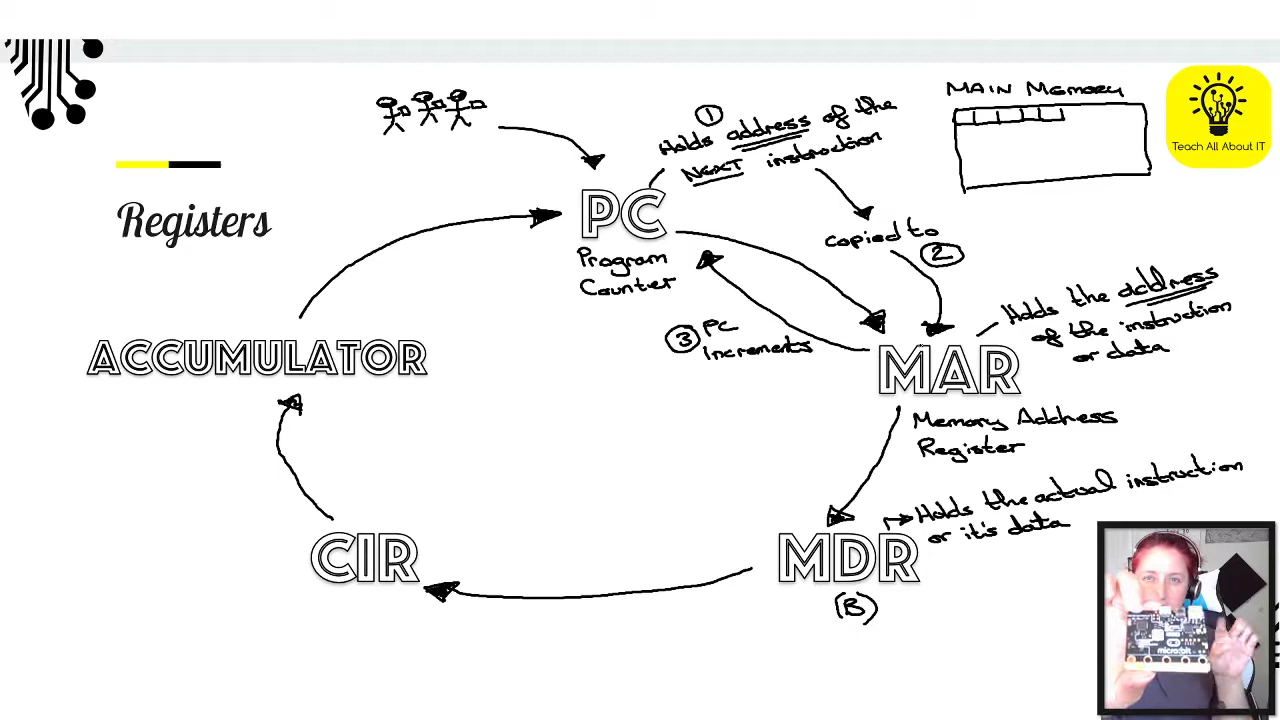 Registers
1
Holds address of the
NEXT instruction
MAIN MEMORY
Teach All About IT
PC
Program
Counter
copied to
2
3 PC
Increments
Holds the address
of the instruction
or data
ACCUMULATOR
MAR
Memory Address
Register
Holds the actual instruction
or it's data
CIR
MDR
(B)
micro:bit